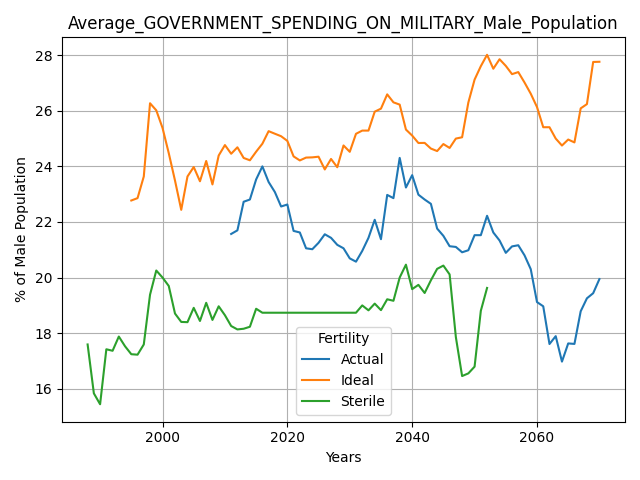 Average_GOVERNMENT_SPENDING_ON_MILITARY_Male_Population
% of Male Population
28
26
24
22
20
18
16
2000
2020
2040
2060
Years
Fertility
Actual
Ideal
Sterile